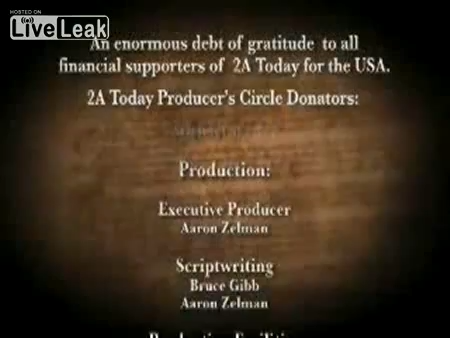 HOSTED ON
LiveLeak
An enormous debt of gratitude to all
financial supporters of 2A Today for the USA.
2A Today Producer's Circle Donators:
Production:
Executive Producer
Aaron Zelman
Scriptwriting
Bruce Gibb
Aaron Zelman